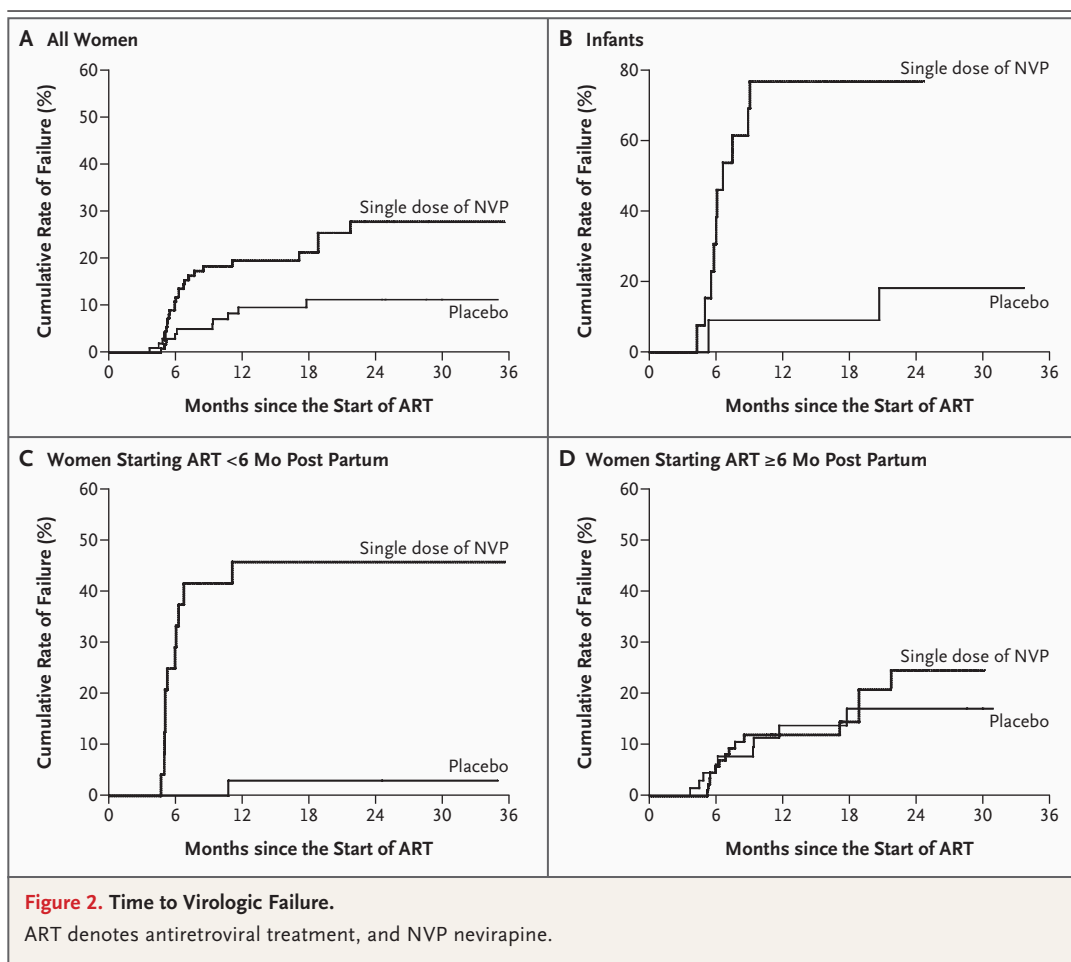 A All Women
Cumulative Rate of Failure (%)
60
50
40
30
20
10
0
Single dose of NVP
Placebo
0 6 12 18 24 30 36
Months since the Start of ART
B Infants
Cumulative Rate of Failure (%)
80
60
40
20
0
Single dose of NVP
Placebo
0 6 12 18 24 30 36
Months since the Start of ART
C Women Starting ART <6 Mo Post Partum
Cumulative Rate of Failure (%)
60
50
40
30
20
10
0
Single dose of NVP
Placebo
0 6 12 18 24 30 36
Months since the Start of ART
D Women Starting ART ≥6 Mo Post Partum
Cumulative Rate of Failure (%)
60
50
40
30
20
10
0
Single dose of NVP
Placebo
0 6 12 18 24 30 36
Months since the Start of ART
Figure 2. Time to Virologic Failure.
ART denotes antiretroviral treatment, and NVP nevirapine.